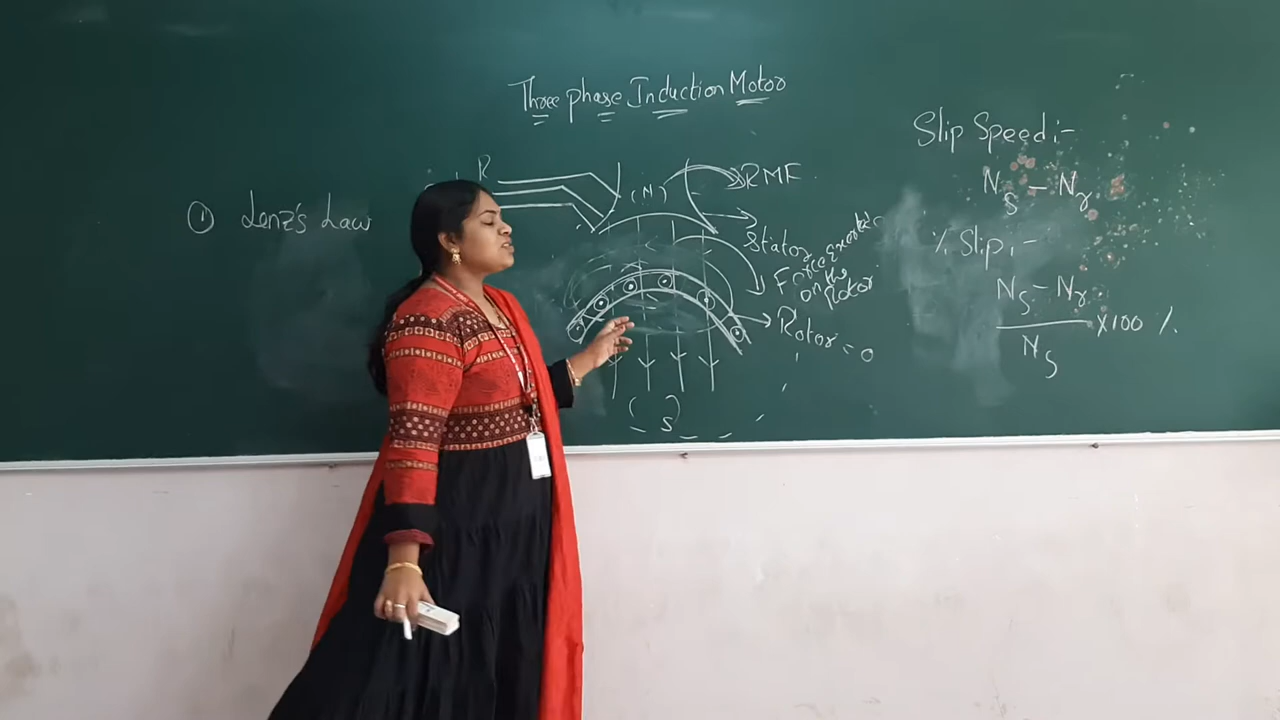 Three phase Induction Motor
① Lenz's Law
R
(N)
RMF
Stator
Force Exerted
on the
Rotor
Rotor = 0
(S)
Slip Speed :-
Ns - Nr
% Slip :-
Ns - Nr
Ns
X100 %